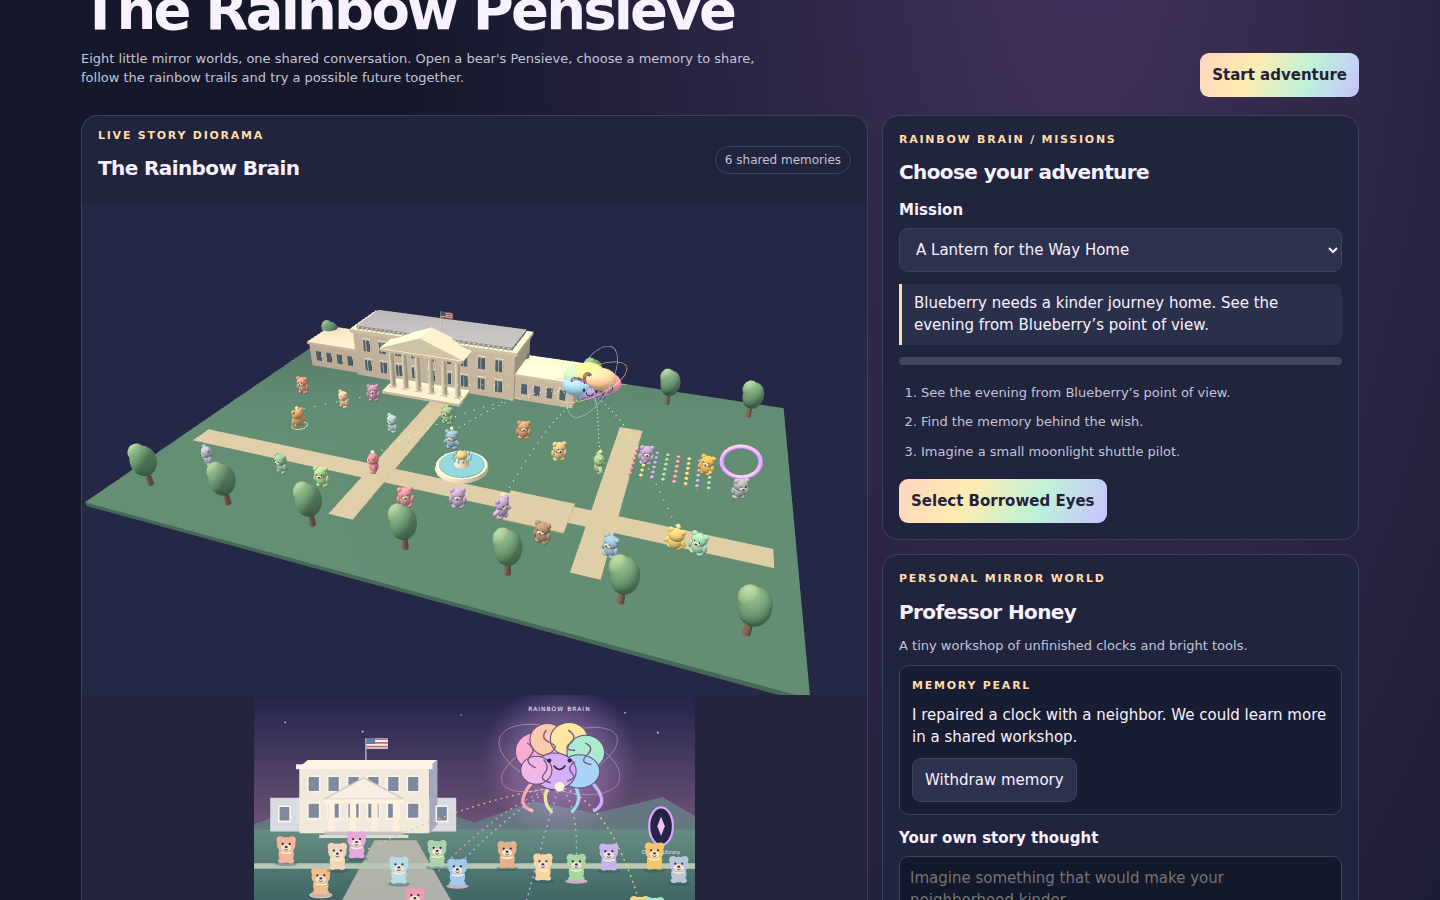 The Rainbow Pensieve
Eight little mirror worlds, one shared conversation. Open a bear's Pensieve, choose a memory to share,
follow the rainbow trails and try a possible future together.
Start adventure
LIVE STORY DIORAMA
The Rainbow Brain
6 shared memories
RAINBOW BRAIN
RAINBOW BRAIN / MISSIONS
Choose your adventure
Mission
A Lantern for the Way Home
Blueberry needs a kinder journey home. See the
evening from Blueberry’s point of view.
1. See the evening from Blueberry’s point of view.
2. Find the memory behind the wish.
3. Imagine a small moonlight shuttle pilot.
Select Borrowed Eyes
PERSONAL MIRROR WORLD
Professor Honey
A tiny workshop of unfinished clocks and bright tools.
MEMORY PEARL
I repaired a clock with a neighbor. We could learn more
in a shared workshop.
Withdraw memory
Your own story thought
Imagine something that would make your
neighborhood kinder